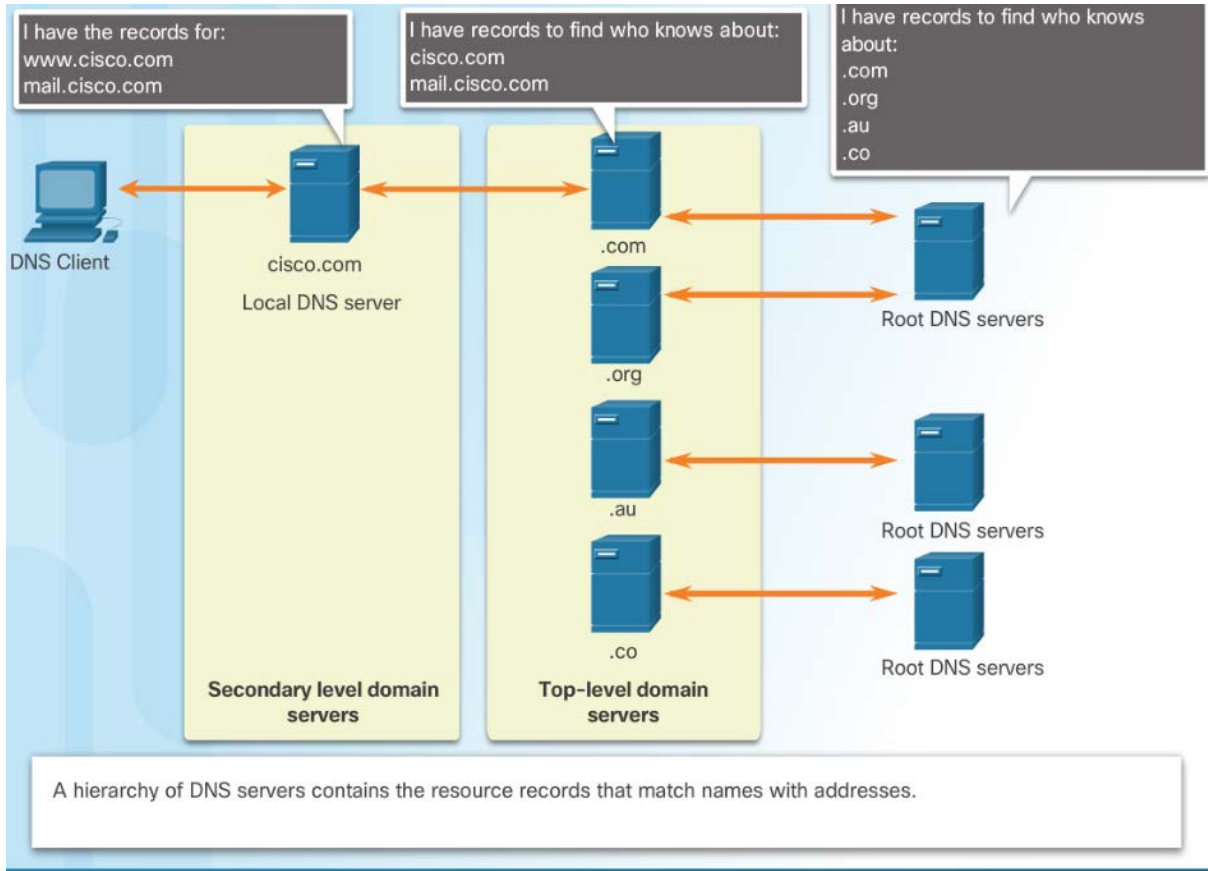 I have the records for:
www.cisco.com
mail.cisco.com
I have records to find who knows about:
cisco.com
mail.cisco.com
I have records to find who knows
about:
.com
.org
.au
.co
DNS Client
cisco.com
Local DNS server
.com
Root DNS servers
.org
.au
Root DNS servers
.co
Root DNS servers
Secondary level domain
servers
Top-level domain
servers
A hierarchy of DNS servers contains the resource records that match names with addresses.